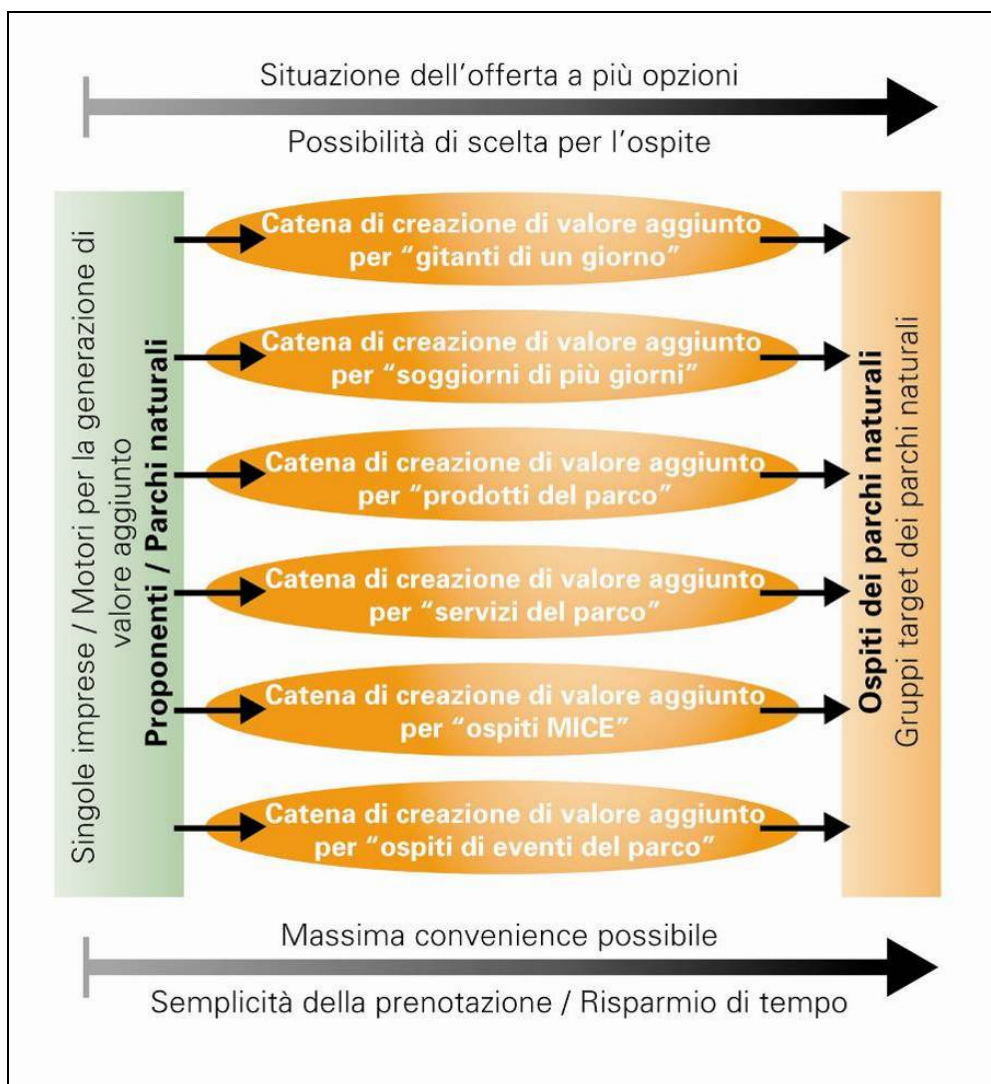 Situazione dell'offerta a più opzioni
Possibilità di scelta per l'ospite
Singole imprese / Motori per la generazione di
valore aggiunto
Proponenti / Parchi naturali
Catena di creazione di valore aggiunto
per “gitanti di un giorno”
Catena di creazione di valore aggiunto
per “soggiorni di più giorni”
Catena di creazione di valore aggiunto
per “prodotti del parco”
Catena di creazione di valore aggiunto
per “servizi del parco”
Catena di creazione di valore aggiunto
per “ospiti MICE”
Catena di creazione di valore aggiunto
per “ospiti di eventi del parco”
Ospiti dei parchi naturali
Gruppi target dei parchi naturali
Massima convenience possibile
Semplicità della prenotazione / Risparmio di tempo